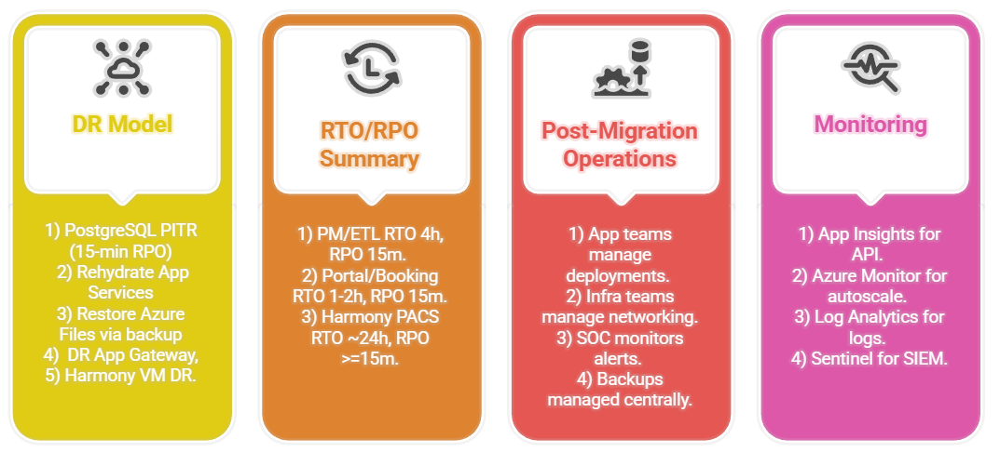 DR Model
1) PostgreSQL PITR
(15-min RPO)
2) Rehydrate App
Services
3) Restore Azure
Files via backup
4)  DR App Gateway,
5) Harmony VM DR.
RTO/RPO
Summary
1) PM/ETL RTO 4h,
RPO 15m.
2) Portal/Booking
RTO 1-2h, RPO 15m.
3) Harmony PACS
RTO ~24h, RPO
>=15m.
Post-Migration
Operations
1) App teams
manage
deployments.
2) Infra teams
manage networking.
3) SOC monitors
alerts.
4) Backups
managed centrally.
Monitoring
1) App Insights for
API.
2) Azure Monitor for
autoscale.
3) Log Analytics for
logs.
4) Sentinel for SIEM.